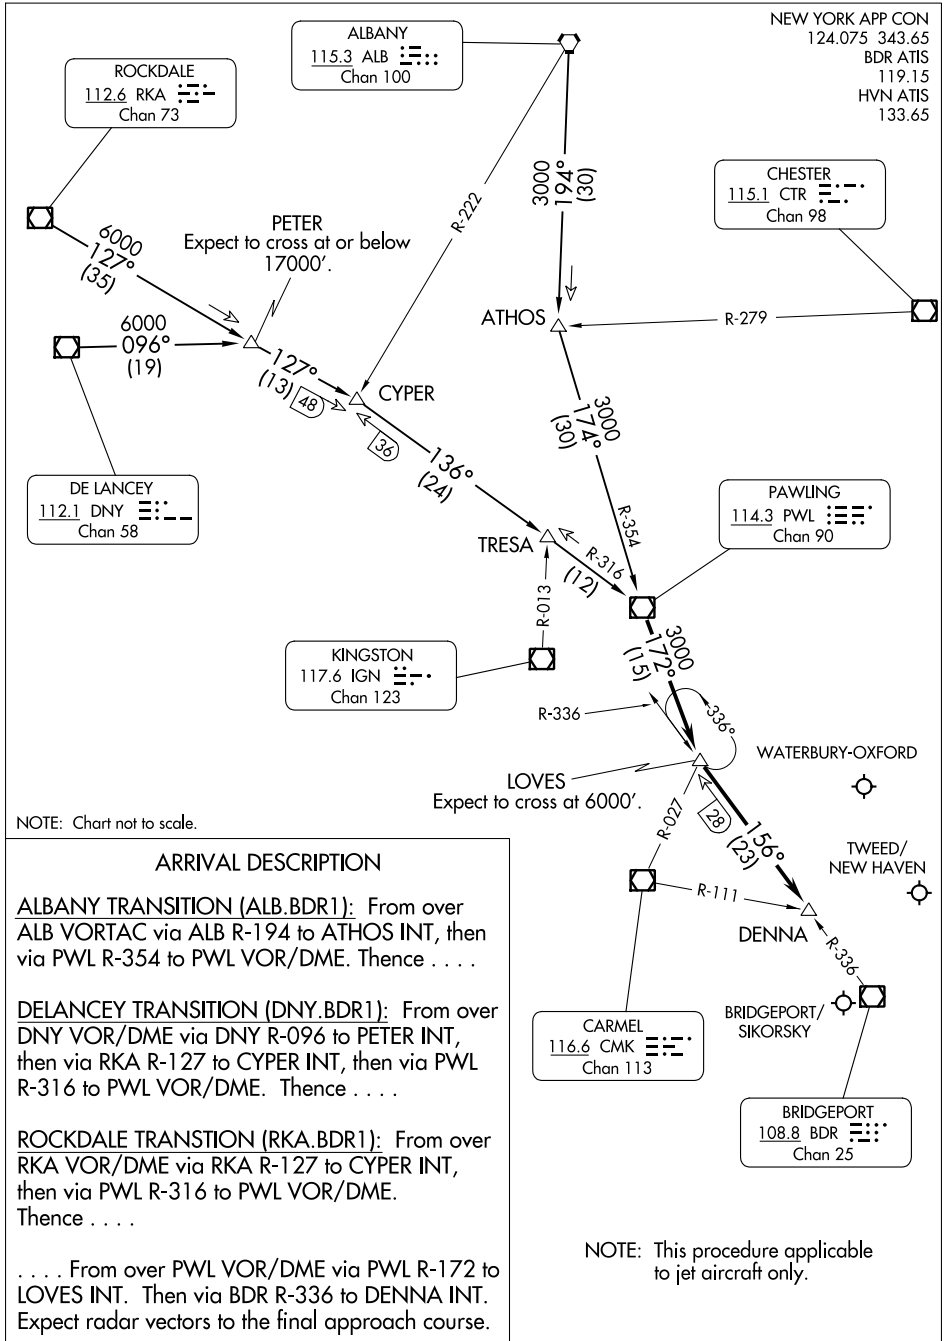 NEW YORK APP CON
124.075 343.65
BDR ATIS
119.15
HVN ATIS
133.65
ALBANY
115.3 ALB
Chan 100
ROCKDALE
112.6 RKA
Chan 73
CHESTER
115.1 CTR
Chan 98
PETER
Expect to cross at or below
17000'.
6000
127°
(35)
R-222
3000
194°
(30)
6000
096°
(19)
127°
(13)
48
CYPER
36
ATHOS
R-279
3000
174°
(30)
R-354
136°
(24)
DE LANCEY
112.1 DNY
Chan 58
PAWLING
114.3 PWL
Chan 90
TRESA
R-316
(12)
R-013
KINGSTON
117.6 IGN
Chan 123
3000
172°
(15)
R-336
336°
LOVES
Expect to cross at 6000'.
WATERBURY-OXFORD
R-027
28
156°
(23)
TWEED/
NEW HAVEN
R-111
DENNA
R-336
BRIDGEPORT/
SIKORSKY
CARMEL
116.6 CMK
Chan 113
BRIDGEPORT
108.8 BDR
Chan 25
NOTE: Chart not to scale.
ARRIVAL DESCRIPTION
ALBANY TRANSITION (ALB.BDR1): From over
ALB VORTAC via ALB R-194 to ATHOS INT, then
via PWL R-354 to PWL VOR/DME. Thence . . . .
DELANCEY TRANSITION (DNY.BDR1): From over
DNY VOR/DME via DNY R-096 to PETER INT,
then via RKA R-127 to CYPER INT, then via PWL
R-316 to PWL VOR/DME. Thence . . . .
ROCKDALE TRANSTION (RKA.BDR1): From over
RKA VOR/DME via RKA R-127 to CYPER INT,
then via PWL R-316 to PWL VOR/DME.
Thence . . . .
. . . . From over PWL VOR/DME via PWL R-172 to
LOVES INT. Then via BDR R-336 to DENNA INT.
Expect radar vectors to the final approach course.
NOTE: This procedure applicable
to jet aircraft only.